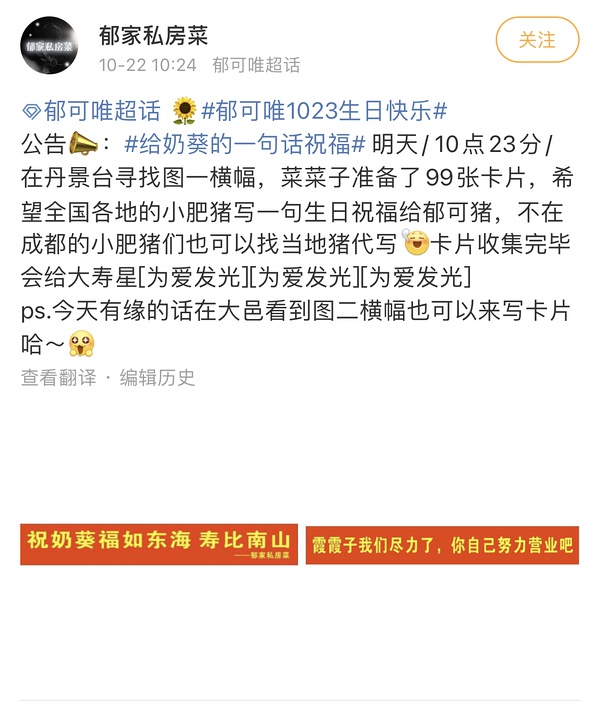 郁家私房菜
郁家私房菜
关注
10-22 10:24 郁可唯超话
郁可唯超话 🌻#郁可唯1023生日快乐#
公告📣：#给奶葵的一句话祝福# 明天/10点23分/
在丹景台寻找图一横幅，菜菜子准备了99张卡片，希
望全国各地的小肥猪写一句生日祝福给郁可猪，不在
成都的小肥猪们也可以找当地猪代写 卡片收集完毕
会给大寿星[为爱发光][为爱发光][为爱发光]
ps.今天有缘的话在大邑看到图二横幅也可以来写卡片
哈～
查看翻译 · 编辑历史
祝奶葵福如东海 寿比南山
——郁家私房菜
霞霞子我们尽力了，你自己努力营业吧